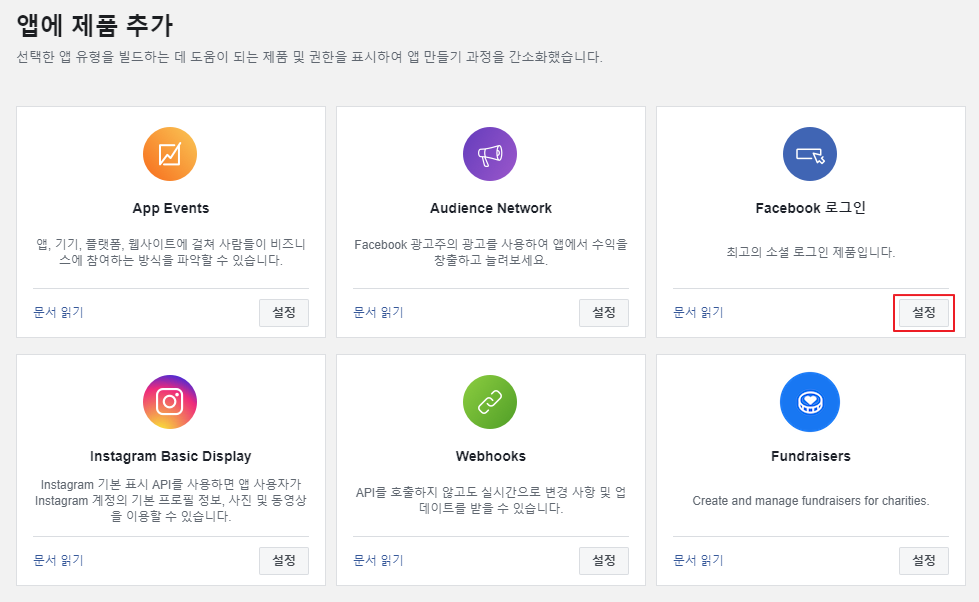 앱에 제품 추가
선택한 앱 유형을 빌드하는 데 도움이 되는 제품 및 권한을 표시하여 앱 만들기 과정을 간소화했습니다.
App Events
앱, 기기, 플랫폼, 웹사이트에 걸쳐 사람들이 비즈니
스에 참여하는 방식을 파악할 수 있습니다.
문서 읽기
설정
Audience Network
Facebook 광고주의 광고를 사용하여 앱에서 수익을
창출하고 늘려보세요.
문서 읽기
설정
Facebook 로그인
최고의 소셜 로그인 제품입니다.
문서 읽기
설정
Instagram Basic Display
Instagram 기본 표시 API를 사용하면 앱 사용자가
Instagram 계정의 기본 프로필 정보, 사진 및 동영상
을 이용할 수 있습니다.
문서 읽기
설정
Webhooks
API를 호출하지 않고도 실시간으로 변경 사항 및 업
데이트를 받을 수 있습니다.
문서 읽기
설정
Fundraisers
Create and manage fundraisers for charities.
문서 읽기
설정